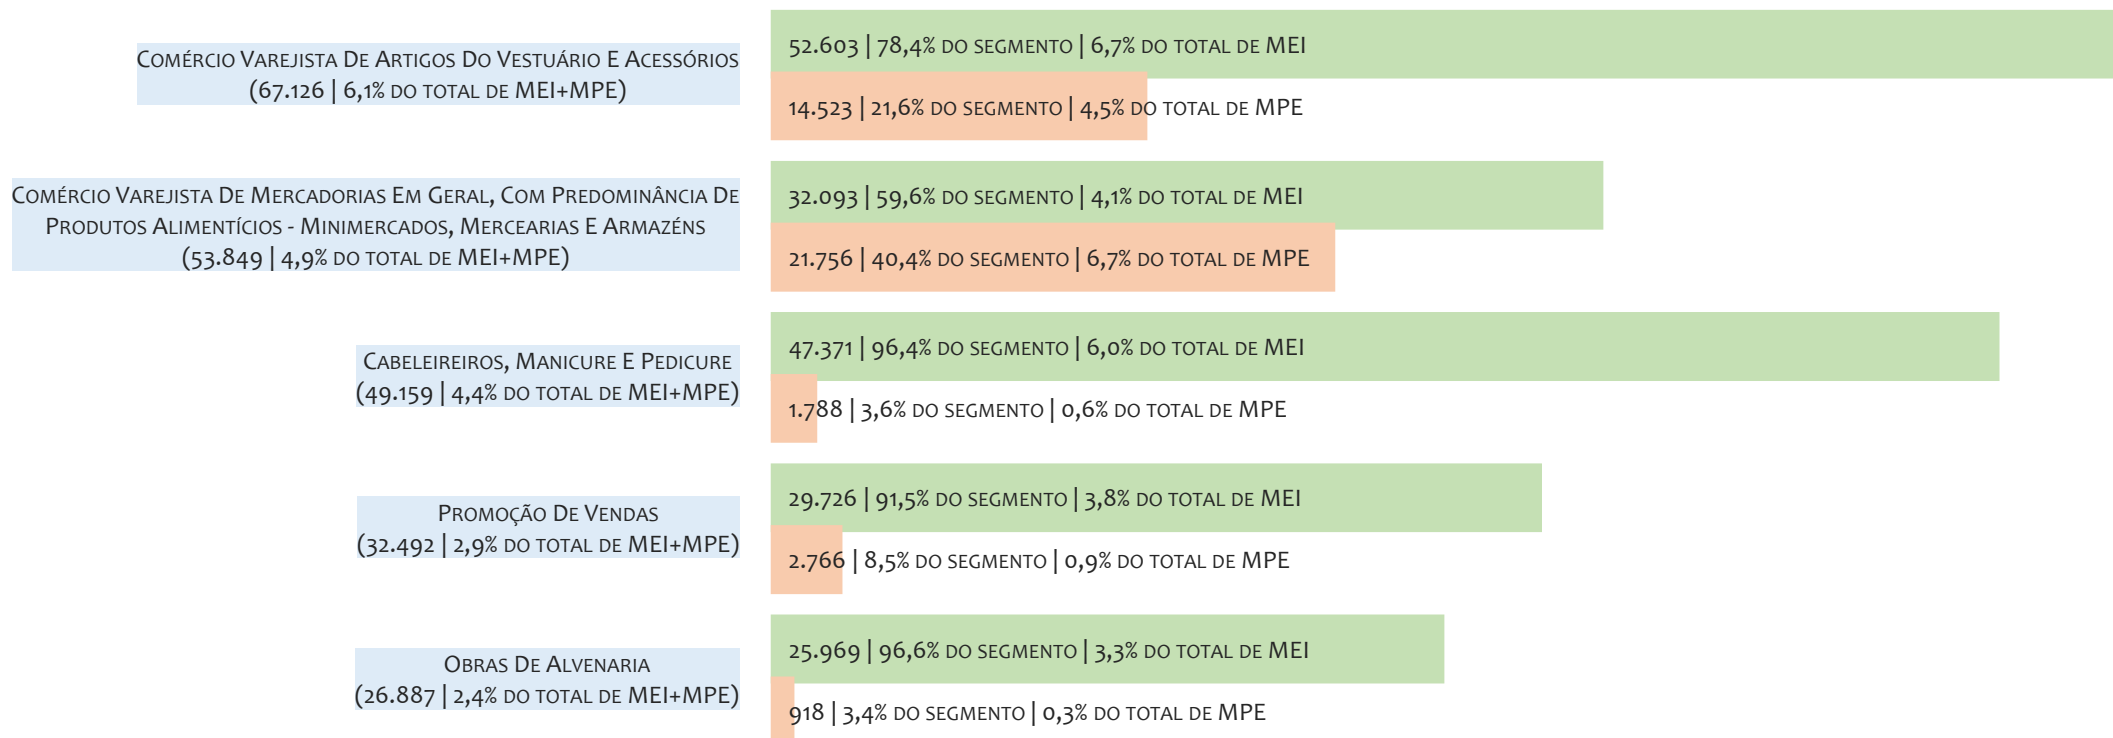 Comércio Varejista De Artigos Do Vestuário E Acessórios
(67.126 | 6,1% do total de MEI+MPE)
52.603 | 78,4% do segmento | 6,7% do total de MEI
14.523 | 21,6% do segmento | 4,5% do total de MPE
Comércio Varejista De Mercadorias Em Geral, Com Predominância De
Produtos Alimentícios - Minimercados, Mercearias E Armazéns
(53.849 | 4,9% do total de MEI+MPE)
32.093 | 59,6% do segmento | 4,1% do total de MEI
21.756 | 40,4% do segmento | 6,7% do total de MPE
Cabeleireiros, Manicure E Pedicure
(49.159 | 4,4% do total de MEI+MPE)
47.371 | 96,4% do segmento | 6,0% do total de MEI
1.788 | 3,6% do segmento | 0,6% do total de MPE
Promoção De Vendas
(32.492 | 2,9% do total de MEI+MPE)
29.726 | 91,5% do segmento | 3,8% do total de MEI
2.766 | 8,5% do segmento | 0,9% do total de MPE
Obras De Alvenaria
(26.887 | 2,4% do total de MEI+MPE)
25.969 | 96,6% do segmento | 3,3% do total de MEI
918 | 3,4% do segmento | 0,3% do total de MPE